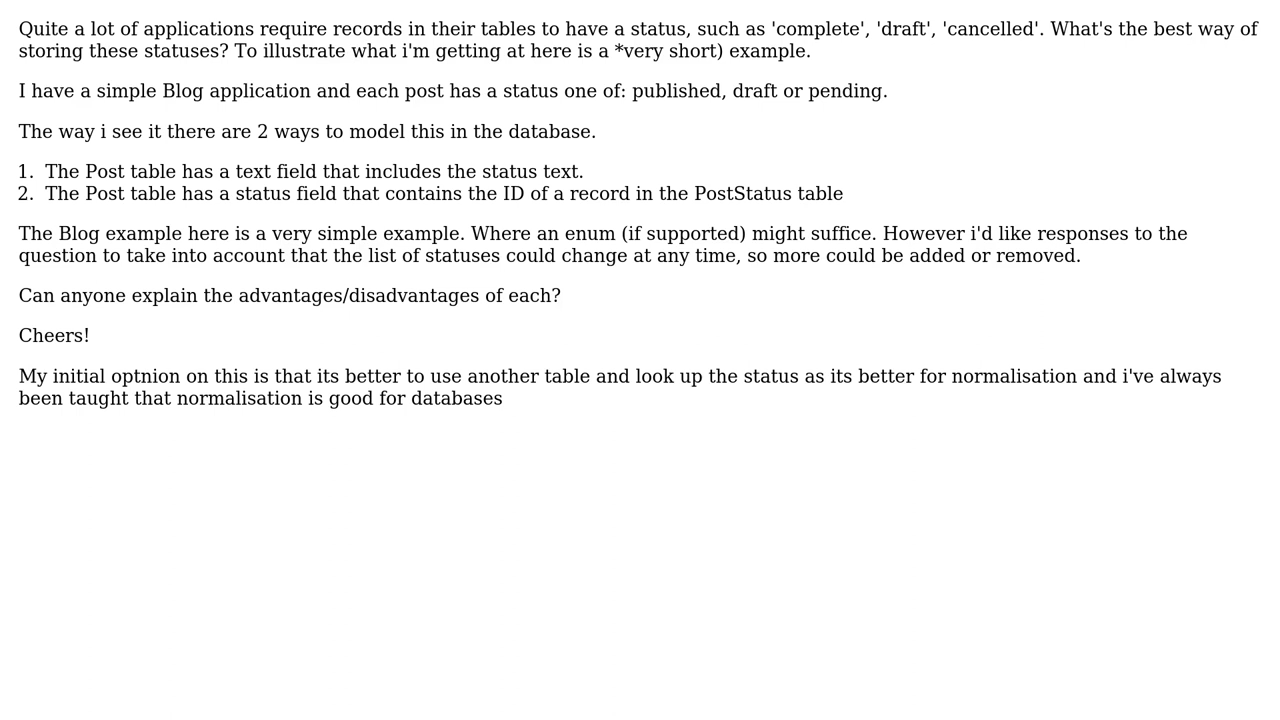 Quite a lot of applications require records in their tables to have a status, such as 'complete', 'draft', 'cancelled'. What's the best way of
storing these statuses? To illustrate what i'm getting at here is a *very short) example.
I have a simple Blog application and each post has a status one of: published, draft or pending.
The way i see it there are 2 ways to model this in the database.
1. The Post table has a text field that includes the status text.
2. The Post table has a status field that contains the ID of a record in the PostStatus table
The Blog example here is a very simple example. Where an enum (if supported) might suffice. However i'd like responses to the
question to take into account that the list of statuses could change at any time, so more could be added or removed.
Can anyone explain the advantages/disadvantages of each?
Cheers!
My initial optnion on this is that its better to use another table and look up the status as its better for normalisation and i've always
been taught that normalisation is good for databases